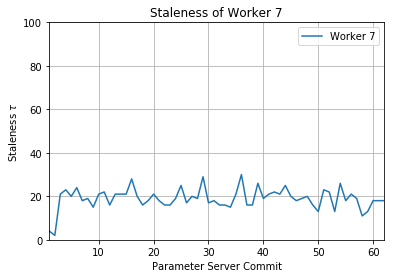 Staleness of Worker 7
Worker 7
100
80
60
40
20
0
Staleness τ
10 20 30 40 50 60
Parameter Server Commit